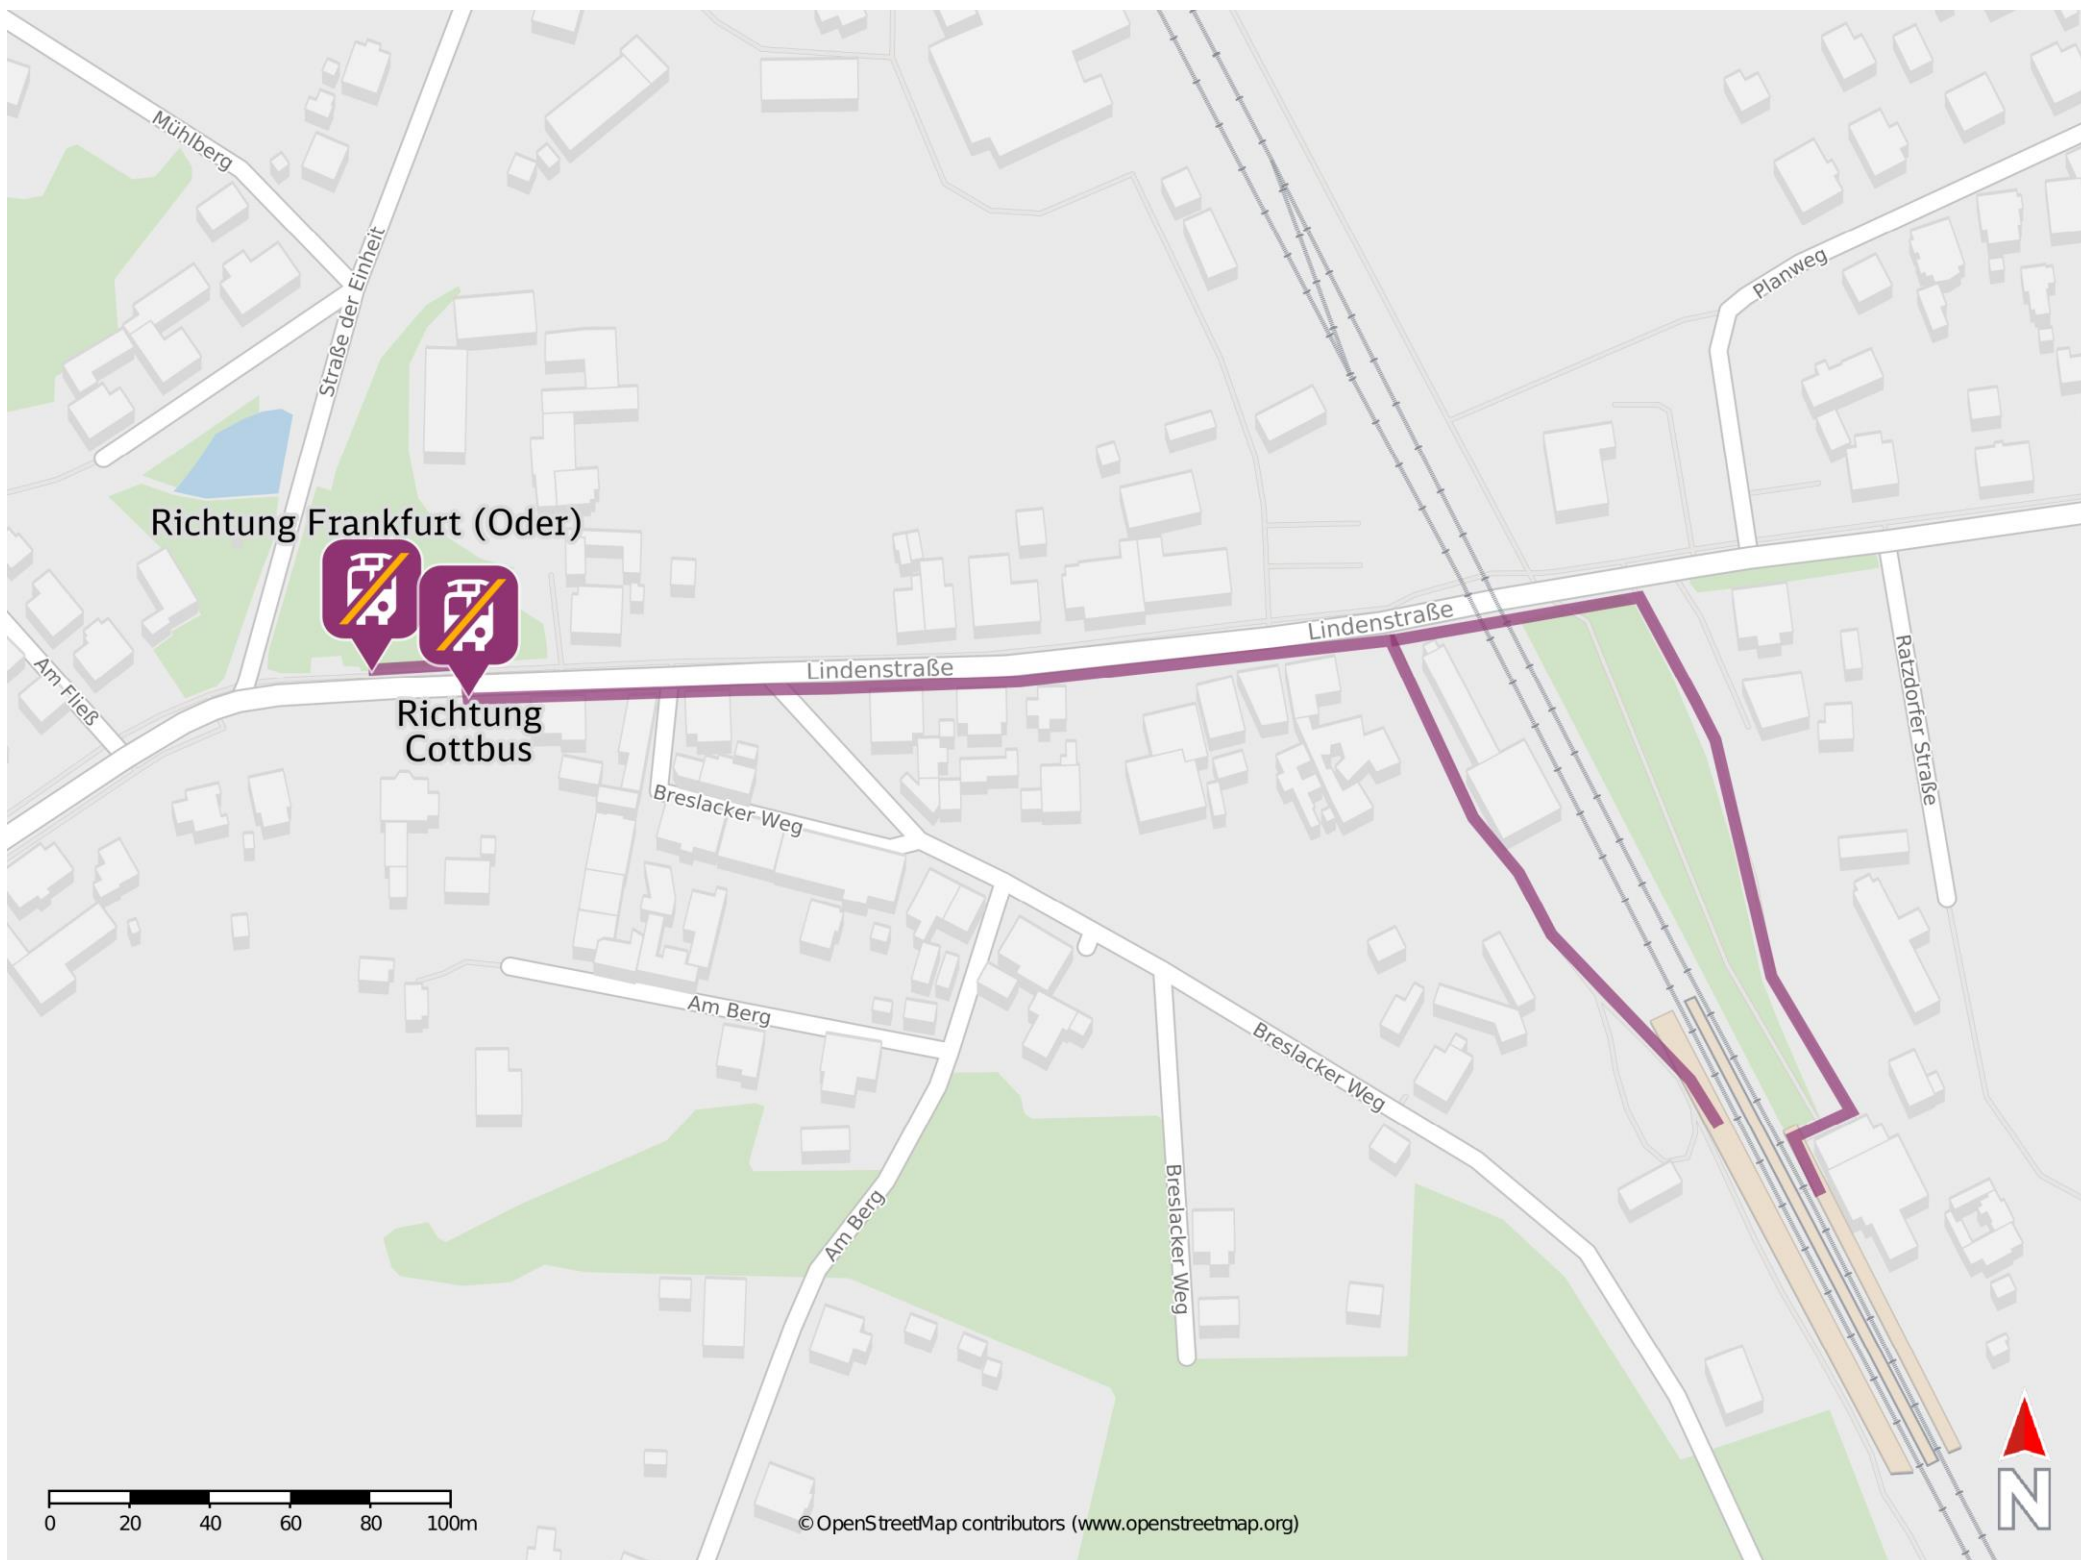 Mühlberg
Straße der Einheit
Planweg
Richtung Frankfurt (Oder)
Lindenstraße
Lindenstraße
Ratzdorfer Straße
Am Fließ
Richtung
Cottbus
Breslacker Weg
Am Berg
Breslacker Weg
Am Berg
Breslacker Weg
0 20 40 60 80 100m
© OpenStreetMap contributors (www.openstreetmap.org)
N